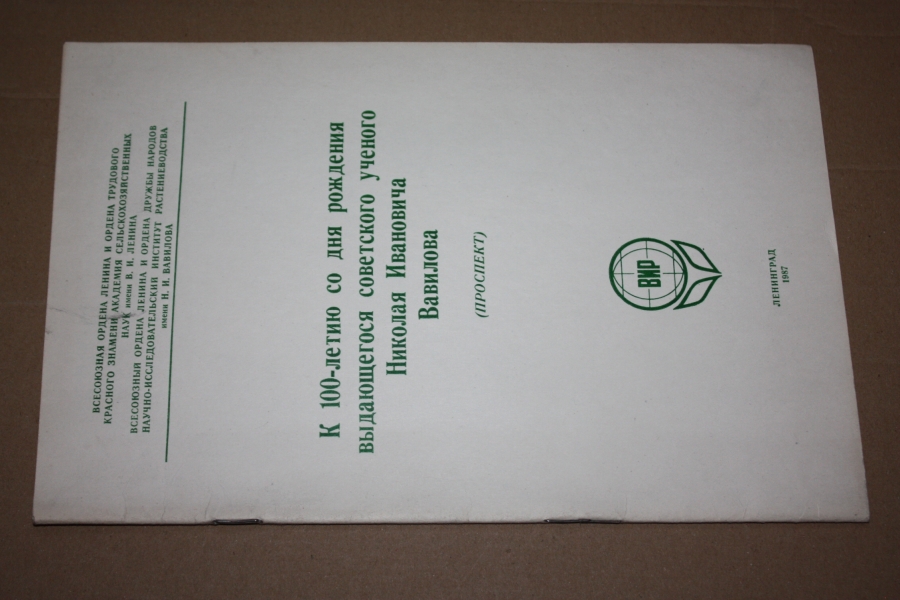 ВСЕСОЮЗНАЯ ОРДЕНА ЛЕНИНА И ОРДЕНА ТРУДОВОГО
КРАСНОГО ЗНАМЕНИ АКАДЕМИЯ СЕЛЬСКОХОЗЯЙСТВЕННЫХ
НАУК имени В. И. ЛЕНИНА
ВСЕСОЮЗНЫЙ ОРДЕНА ЛЕНИНА И ОРДЕНА ДРУЖБЫ НАРОДОВ
НАУЧНО-ИССЛЕДОВАТЕЛЬСКИЙ ИНСТИТУТ РАСТЕНИЕВОДСТВА
имени Н. И. ВАВИЛОВА
К 100-летию со дня рождения
выдающегося советского ученого
Николая Ивановича
Вавилова
(ПРОСПЕКТ)
ВИР
ЛЕНИНГРАД
1987